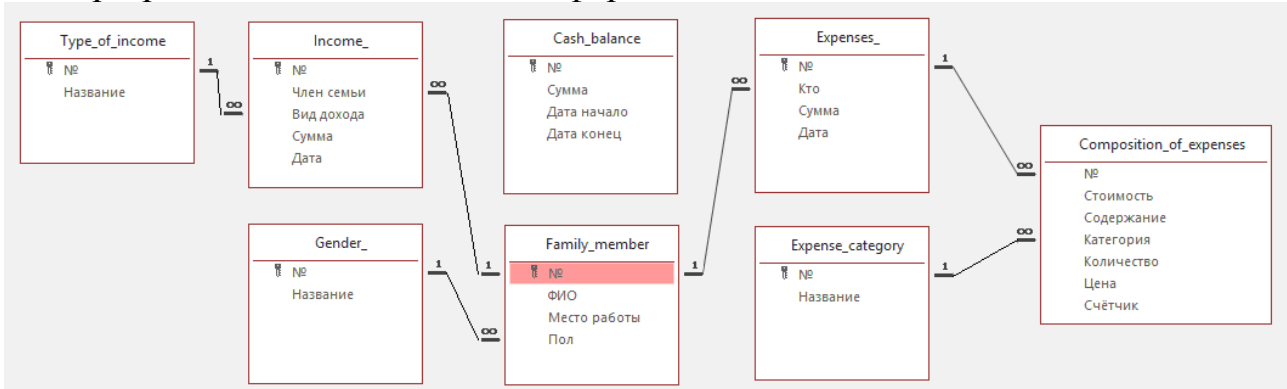 Type_of_income
№
Название
1
∞
Income_
№
Член семьи
Вид дохода
Сумма
Дата
∞
1
Cash_balance
№
Сумма
Дата начало
Дата конец
Expenses_
№
Кто
Сумма
Дата
∞
1
1
∞
Composition_of_expenses
№
Стоимость
Содержание
Категория
Количество
Цена
Счётчик
Gender_
№
Название
1
∞
Family_member
№
ФИО
Место работы
Пол
Expense_category
№
Название
1
∞